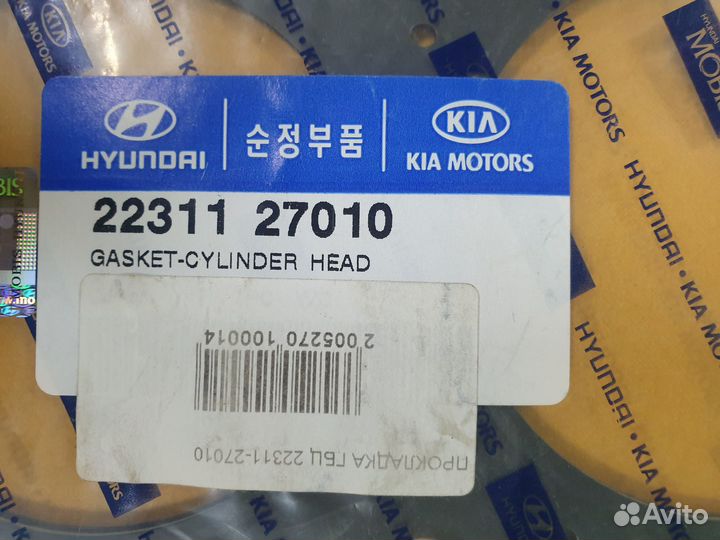 HYUNDAI
순정부품
KIA
KIA MOTORS
22311 27010
GASKET-CYLINDER HEAD
2 005270 100014
ПРОКЛАДКА ГБЦ 22311-27010
HYUNDAI • KIA MOTORS
HYUNDAI • KIA MOTORS
MOBIS
KIA MOTORS
Avito